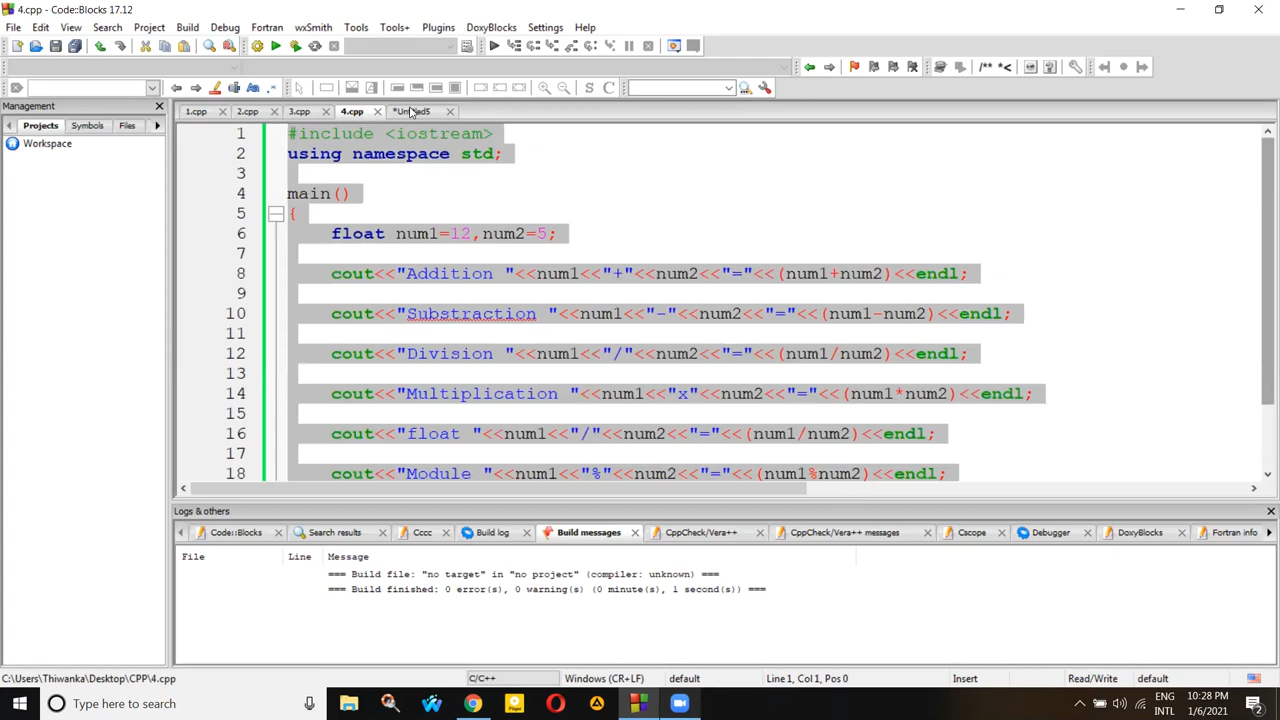 4.cpp - Code::Blocks 17.12
File Edit View Search Project Build Debug Fortran wxSmith Tools Tools+ Plugins DoxyBlocks Settings Help
/** *<
Aa .* S C
Management
1.cpp 2.cpp 3.cpp 4.cpp
Projects Symbols Files
Workspace
1 #include <iostream>
2 using namespace std;
3
4 main()
5 {
6 float num1=12,num2=5;
7
8 cout<<"Addition "<<num1<<"+"<<num2<<"="<<(num1+num2)<<endl;
9
10 cout<<"Substraction "<<num1<<"-"<<num2<<"="<<(num1-num2)<<endl;
11
12 cout<<"Division "<<num1<<"/"<<num2<<"="<<(num1/num2)<<endl;
13
14 cout<<"Multiplication "<<num1<<"x"<<num2<<"="<<(num1*num2)<<endl;
15
16 cout<<"float "<<num1<<"/"<<num2<<"="<<(num1/num2)<<endl;
17
18 cout<<"Module "<<num1<<"%"<<num2<<"="<<(num1%num2)<<endl;
Logs & others
Code::Blocks Search results Cccc Build log Build messages CppCheck/Vera++ CppCheck/Vera++ messages Cscope Debugger DoxyBlocks Fortran info
File Line Message
=== Build file: "no target" in "no project" (compiler: unknown) ===
=== Build finished: 0 error(s), 0 warning(s) (0 minute(s), 1 second(s)) ===
C:\Users\Thiwanka\Desktop\CPP\4.cpp C/C++ Windows (CR+LF) default Line 1, Col 1, Pos 0 Insert Read/Write default
Type here to search
ENG
10:28 PM
INTL
1/6/2021